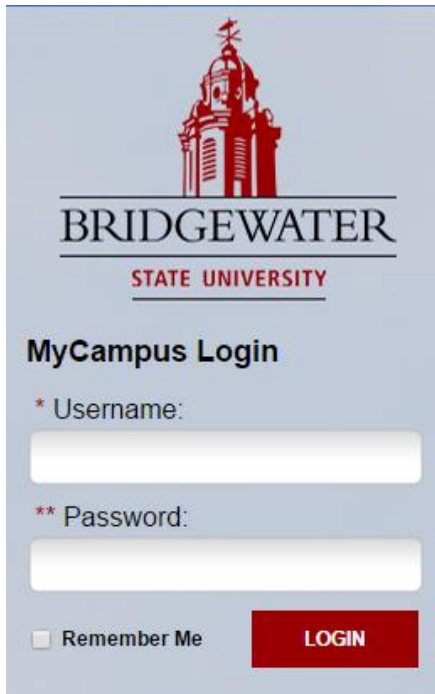 BRIDGEWATER
STATE UNIVERSITY
MyCampus Login
* Username:
** Password:
Remember Me LOGIN